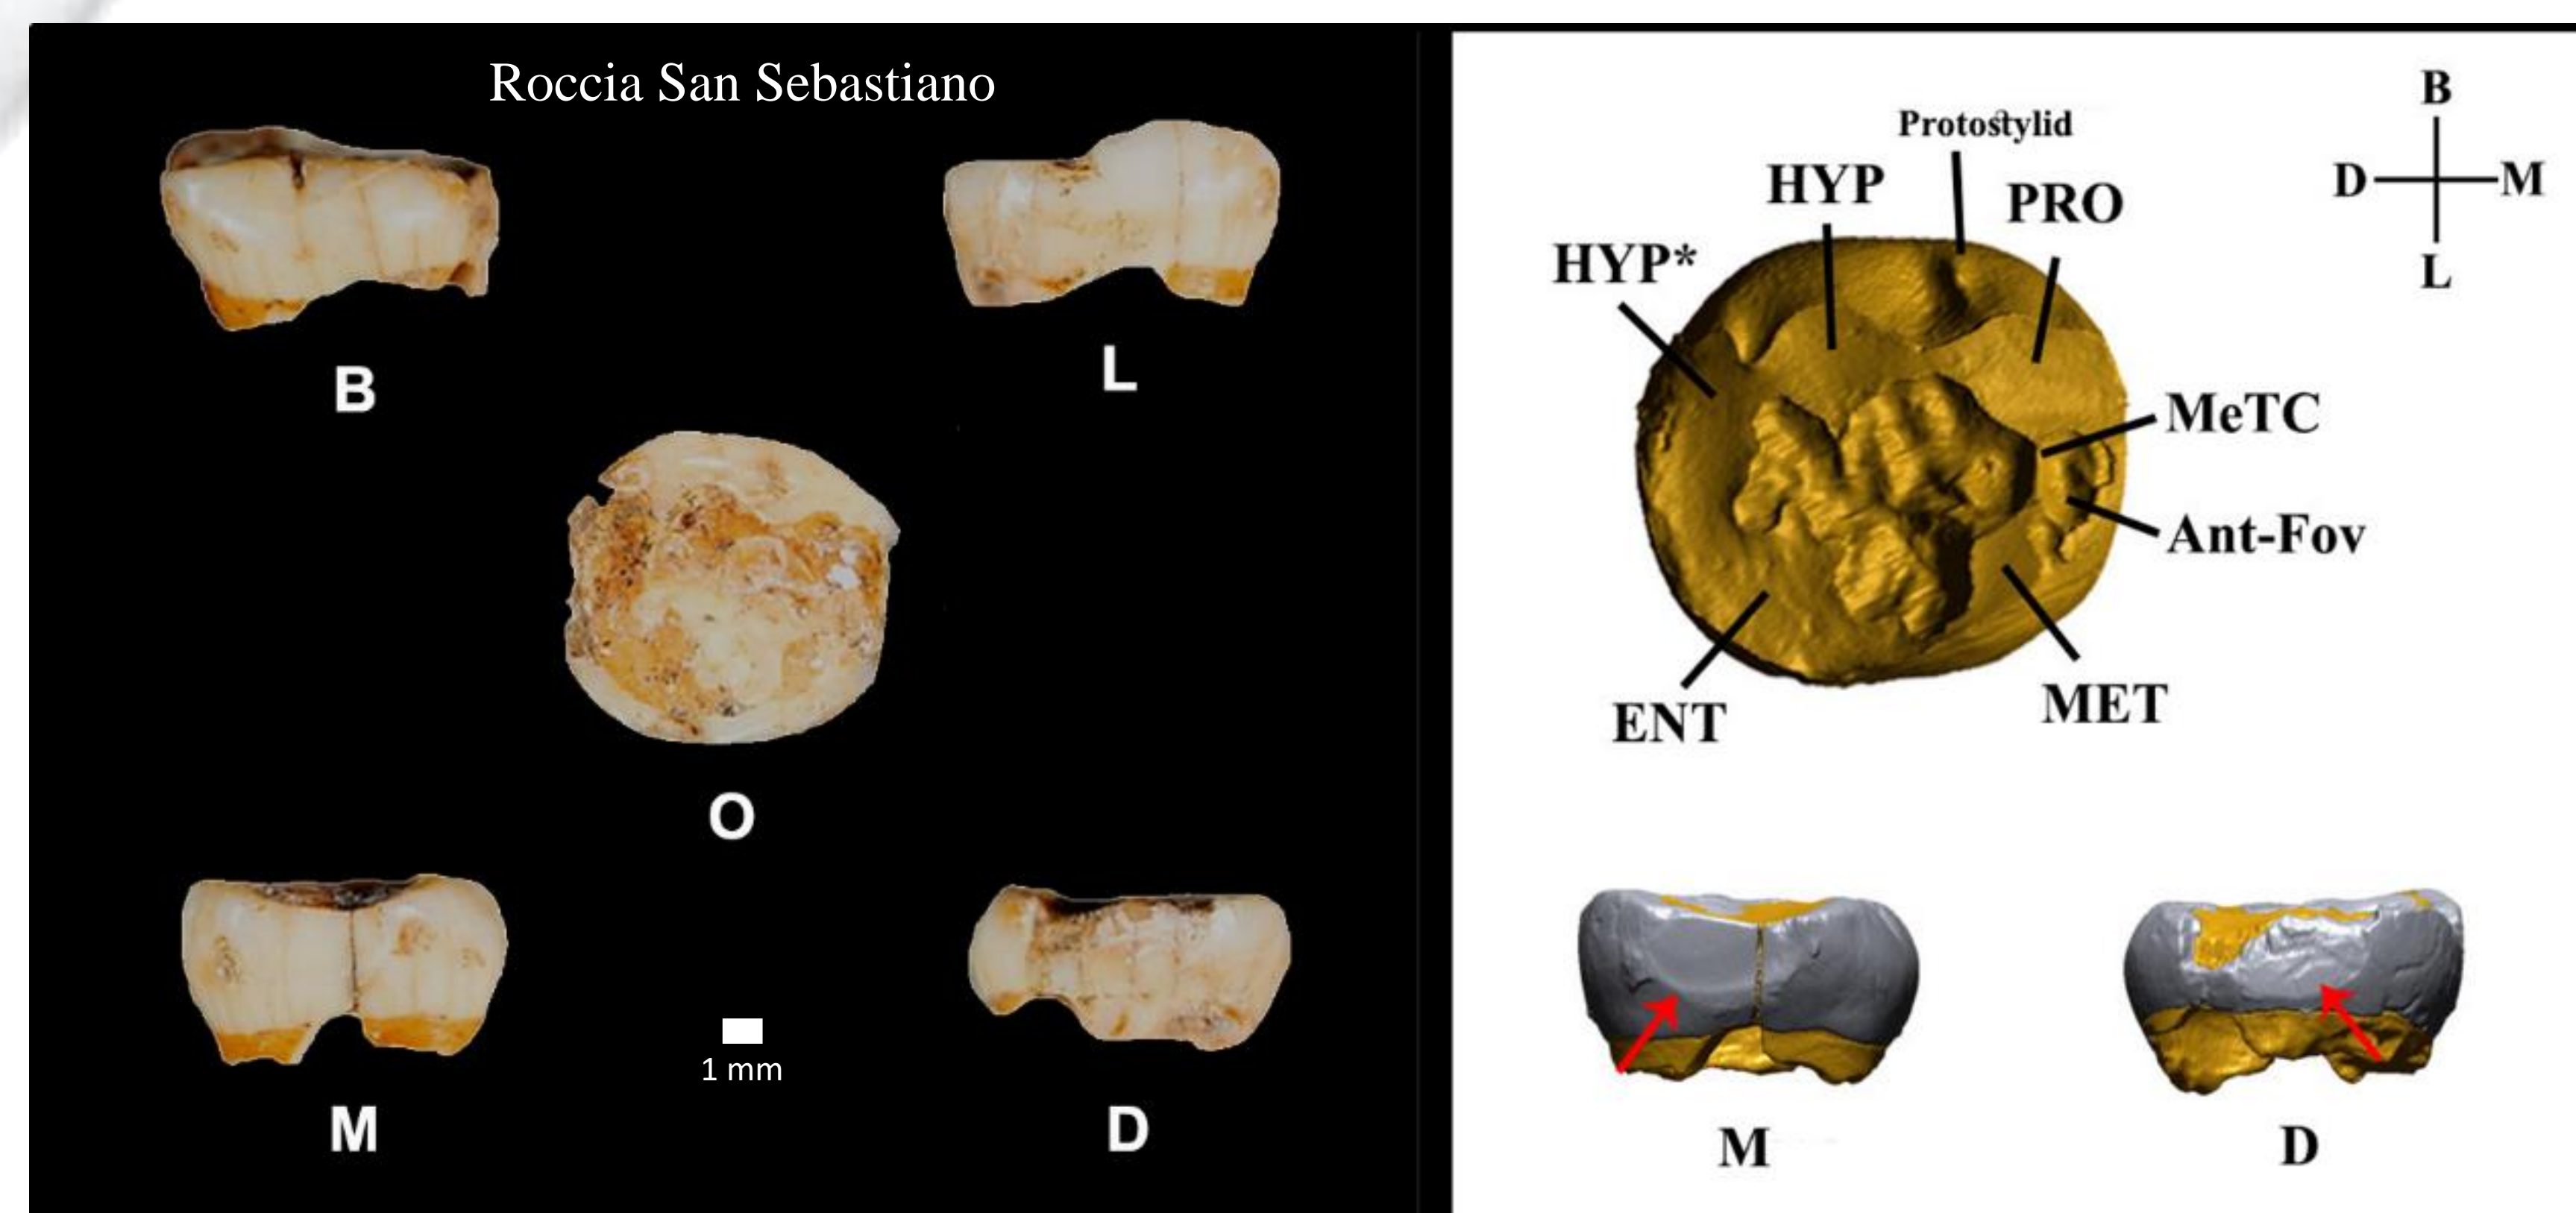 Roccia San Sebastiano
B
L
O
M
1 mm
D
B
D
M
L
Protostylid
HYP
PRO
HYP*
MeTC
Ant-Fov
MET
ENT
M
D